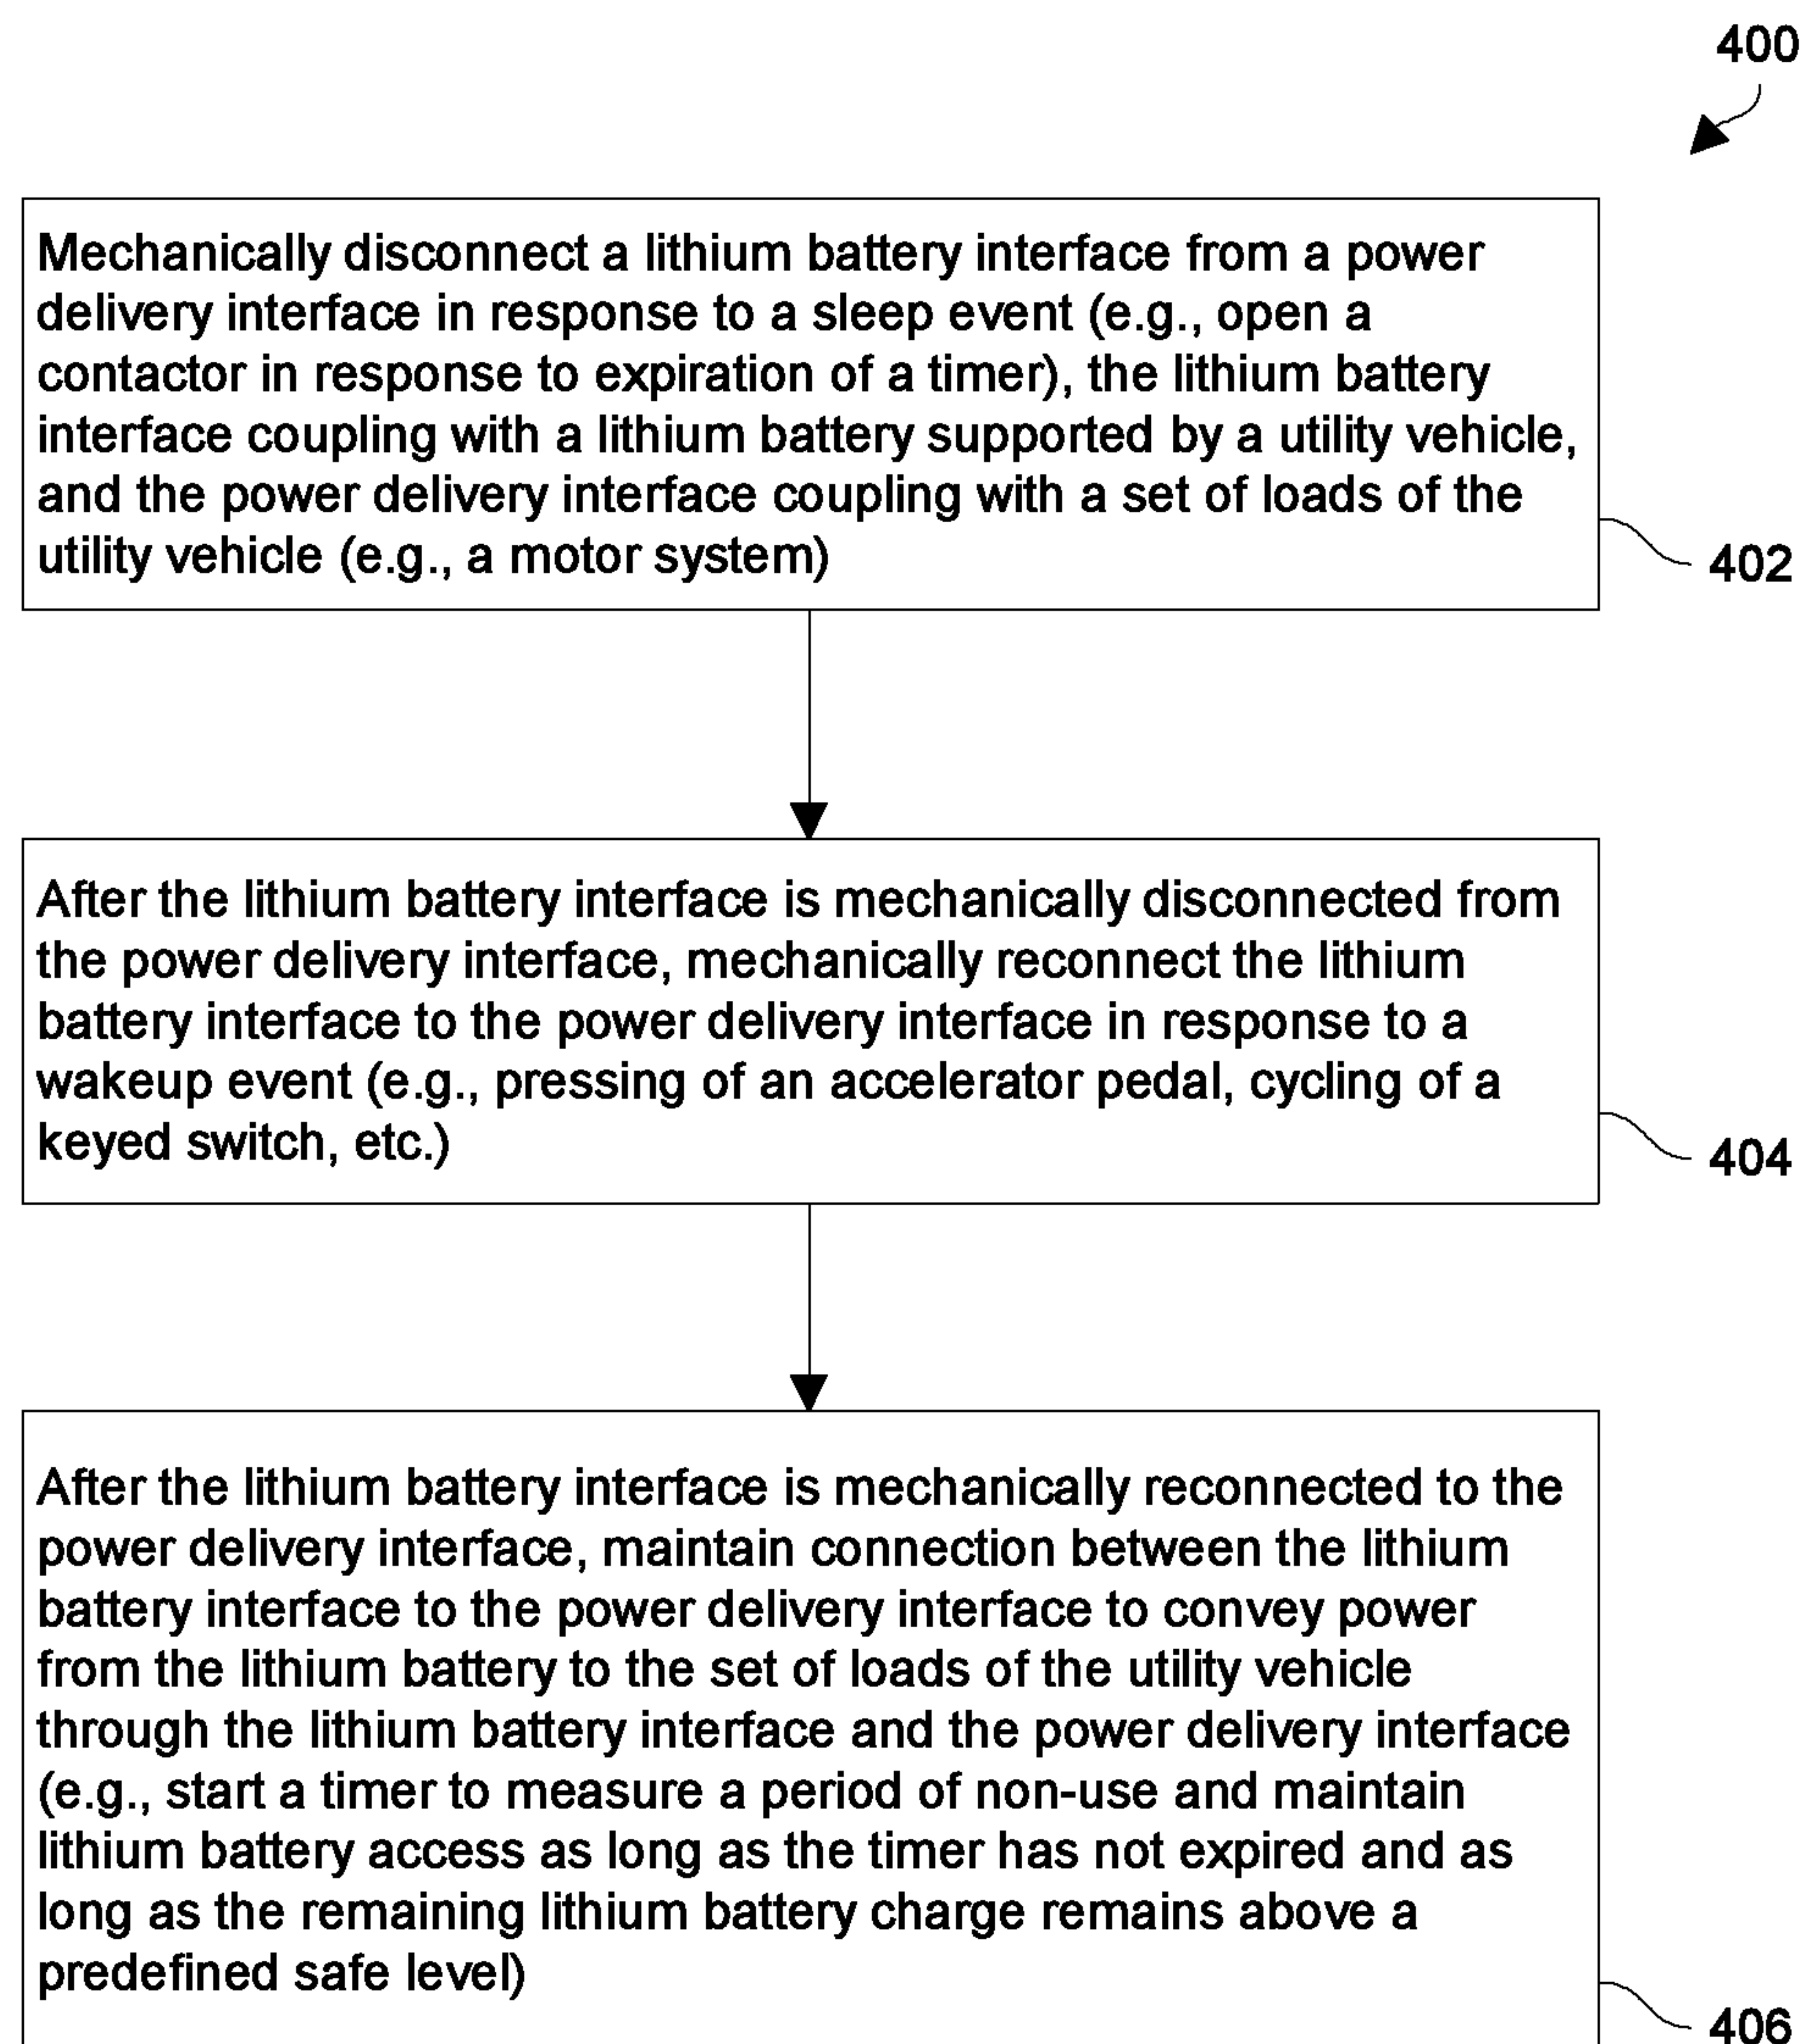 400
Mechanically disconnect a lithium battery interface from a power
delivery interface in response to a sleep event (e.g., open a
contactor in response to expiration of a timer), the lithium battery
interface coupling with a lithium battery supported by a utility vehicle,
and the power delivery interface coupling with a set of loads of the
utility vehicle (e.g., a motor system)
402
After the lithium battery interface is mechanically disconnected from
the power delivery interface, mechanically reconnect the lithium
battery interface to the power delivery interface in response to a
wakeup event (e.g., pressing of an accelerator pedal, cycling of a
keyed switch, etc.)
404
After the lithium battery interface is mechanically reconnected to the
power delivery interface, maintain connection between the lithium
battery interface to the power delivery interface to convey power
from the lithium battery to the set of loads of the utility vehicle
through the lithium battery interface and the power delivery interface
(e.g., start a timer to measure a period of non-use and maintain
lithium battery access as long as the timer has not expired and as
long as the remaining lithium battery charge remains above a
predefined safe level)
406